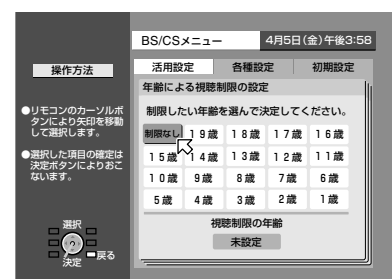 BS/CSメニュー
4月5日(金)午後3:58
操作方法
活用設定 各種設定 初期設定
年齢による視聴制限の設定
制限したい年齢を選んで決定してください。
●リモコンのカーソルボ
タンにより矢印を移動
して選択します。
●選択した項目の確定は
決定ボタンによりおこ
ないます。
制限なし 19歳 18歳 17歳 16歳
15歳 14歳 13歳 12歳 11歳
10歳 9歳 8歳 7歳 6歳
5歳 4歳 3歳 2歳 1歳
視聴制限の年齢
未設定
選択
?
戻る
決定